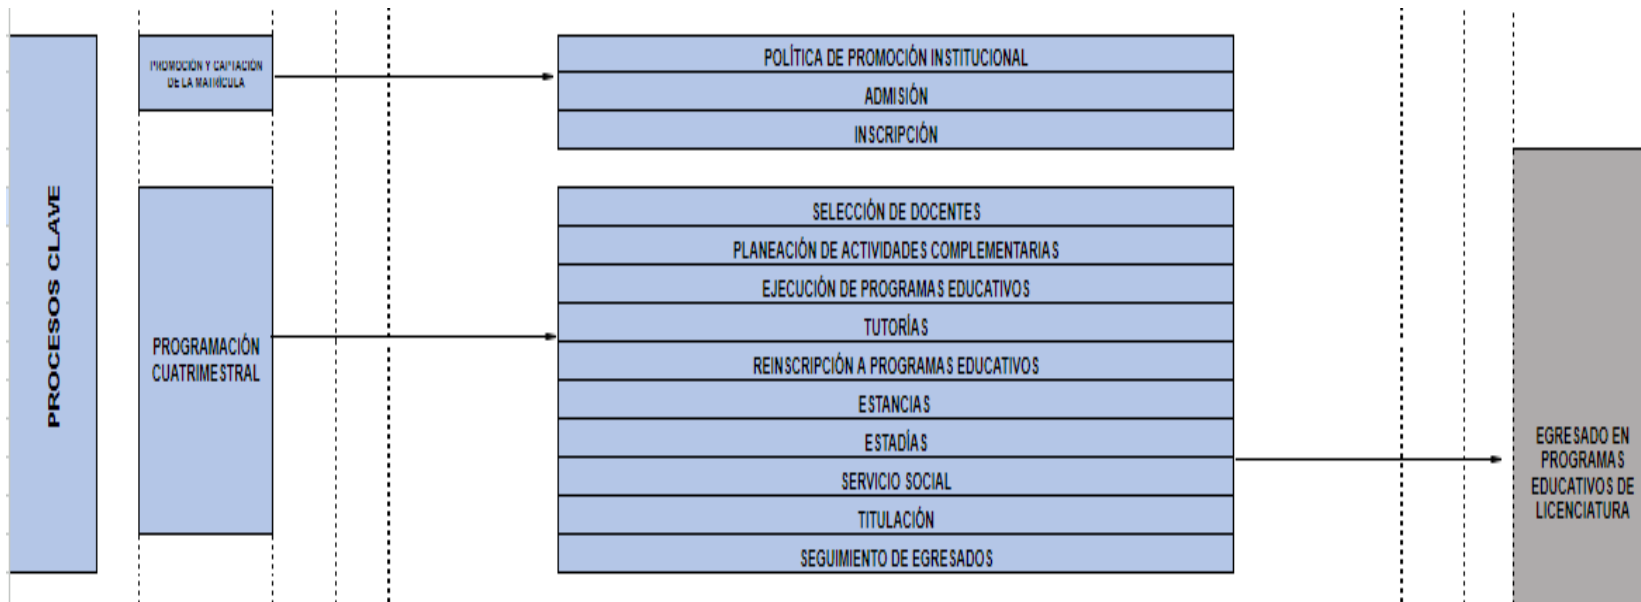 PROCESOS CLAVE
PROMOCIÓN Y CAPTACIÓN
DE LA MATRÍCULA
POLÍTICA DE PROMOCIÓN INSTITUCIONAL
ADMISIÓN
INSCRIPCIÓN
PROGRAMACIÓN
CUATRIMESTRAL
SELECCIÓN DE DOCENTES
PLANEACIÓN DE ACTIVIDADES COMPLEMENTARIAS
EJECUCIÓN DE PROGRAMAS EDUCATIVOS
TUTORÍAS
REINSCRIPCIÓN A PROGRAMAS EDUCATIVOS
ESTANCIAS
ESTADÍAS
SERVICIO SOCIAL
TITULACIÓN
SEGUIMIENTO DE EGRESADOS
EGRESADO EN
PROGRAMAS
EDUCATIVOS DE
LICENCIATURA